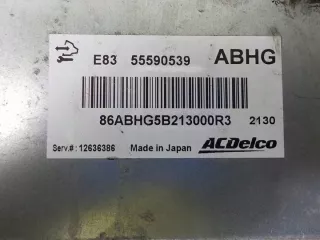 E83 55590539 ABHG
86ABHG5B213000R3 2130
Serv.#: 12636386 Made in Japan ACDelco